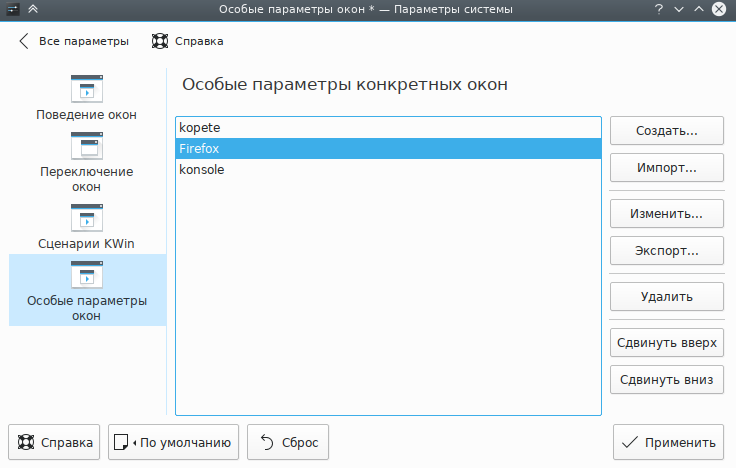 Особые параметры окон * — Параметры системы
Все параметры
Справка
Поведение окон
Переключение
окон
Сценарии KWin
Особые параметры
окон
Особые параметры конкретных окон
kopete
Firefox
konsole
Создать...
Импорт...
Изменить...
Экспорт...
Удалить
Сдвинуть вверх
Сдвинуть вниз
Справка
По умолчанию
Сброс
Применить